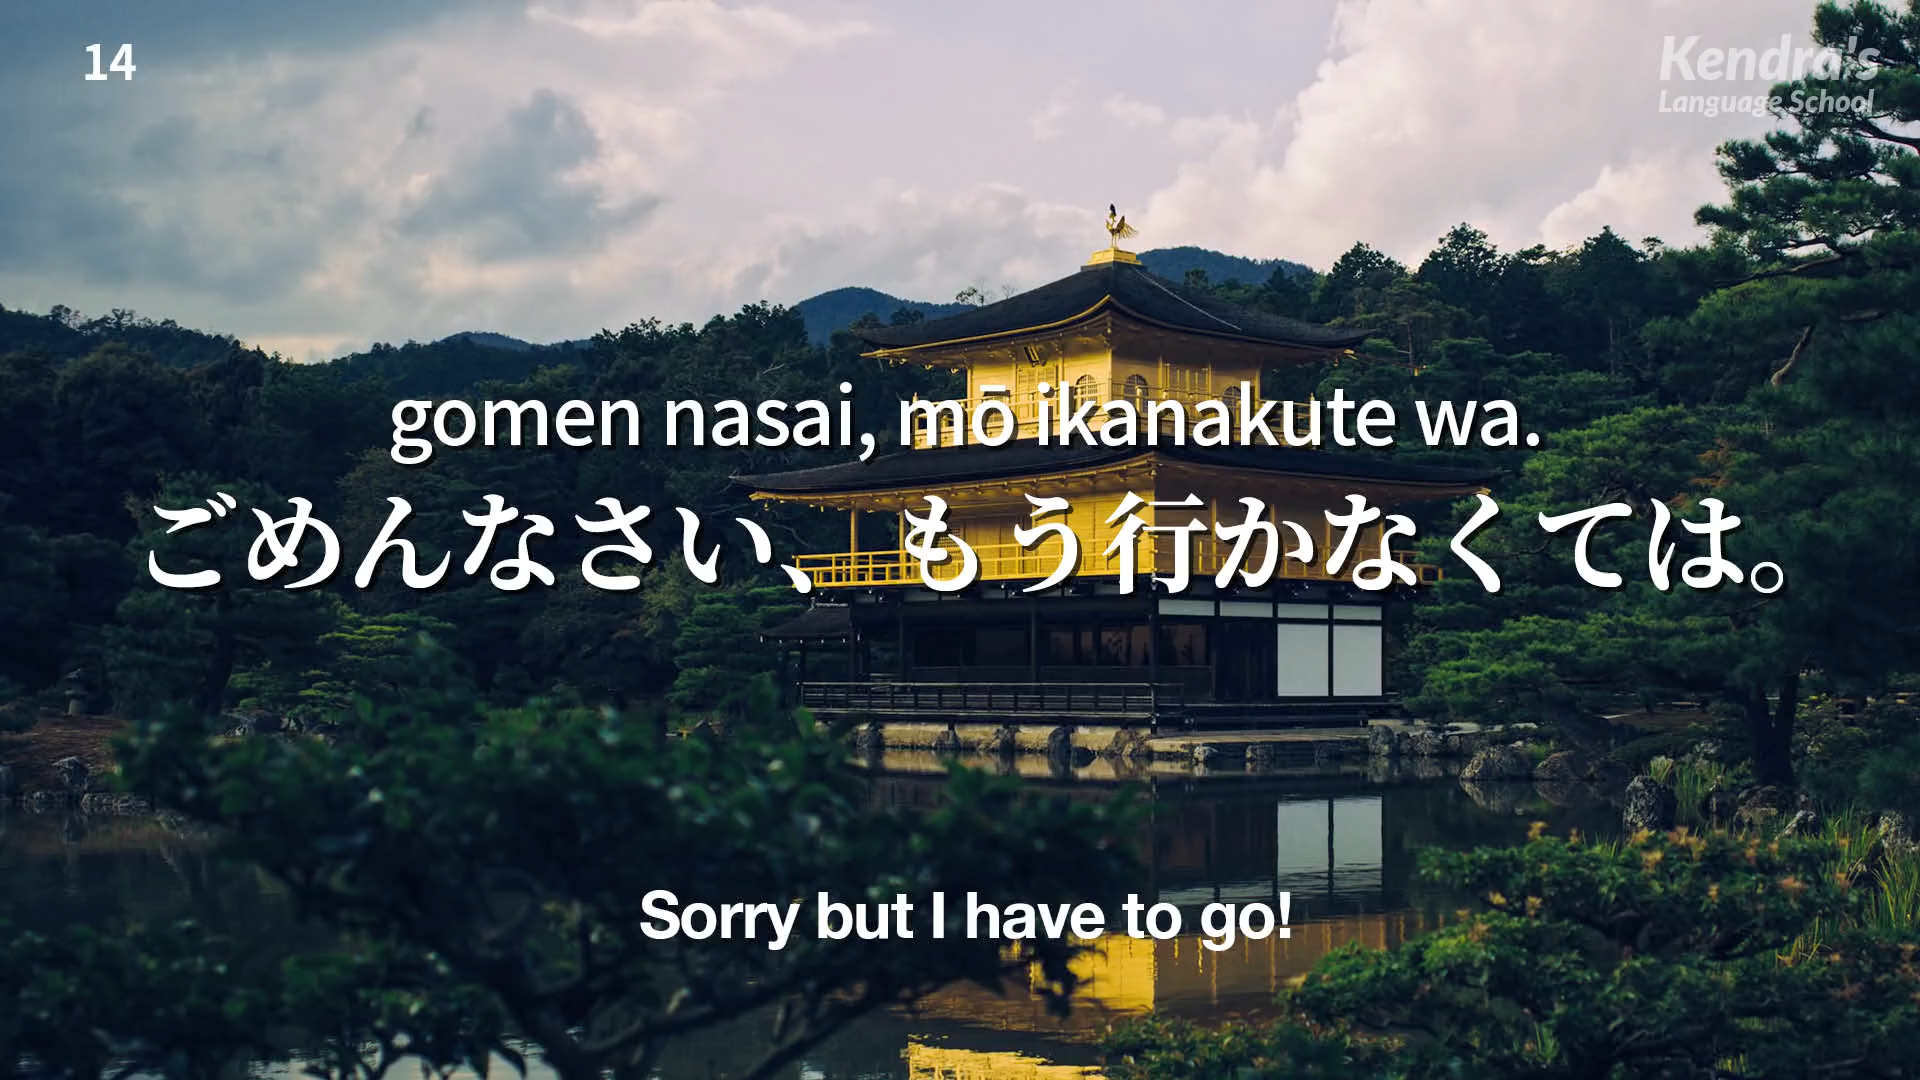 14
Kendra's
Language School
gomen nasai, mō ikanakute wa.
ごめんなさい、もう行かなくては。
Sorry but I have to go!